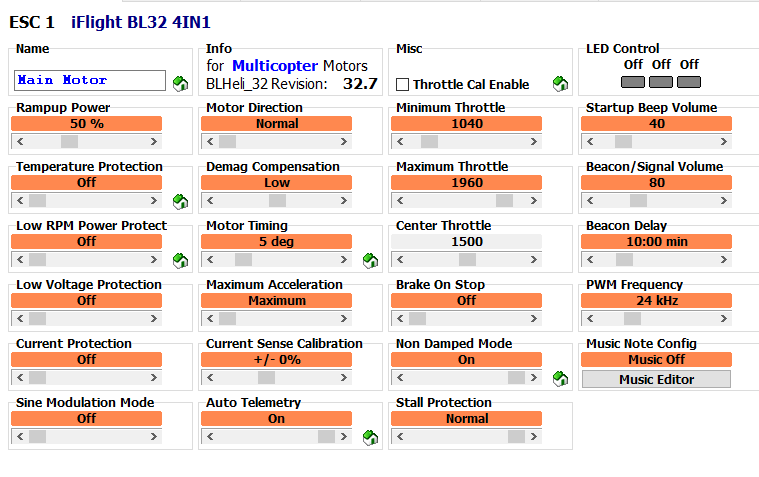 ESC 1 iFlight BL32 4IN1
Name Info Misc LED Control
for Multicopter Motors Off Off Off
Main Motor BLHeli_32 Revision: 32.7 Throttle Cal Enable
Rampup Power Motor Direction Minimum Throttle Startup Beep Volume
50 % Normal 1040 40
Temperature Protection Demag Compensation Maximum Throttle Beacon/Signal Volume
Off Low 1960 80
Low RPM Power Protect Motor Timing Center Throttle Beacon Delay
Off 5 deg 1500 10:00 min
Low Voltage Protection Maximum Acceleration Brake On Stop PWM Frequency
Off Maximum Off 24 kHz
Current Protection Current Sense Calibration Non Damped Mode Music Note Config
Off +/- 0% On Music Off
Music Editor
Sine Modulation Mode Auto Telemetry Stall Protection
Off On Normal